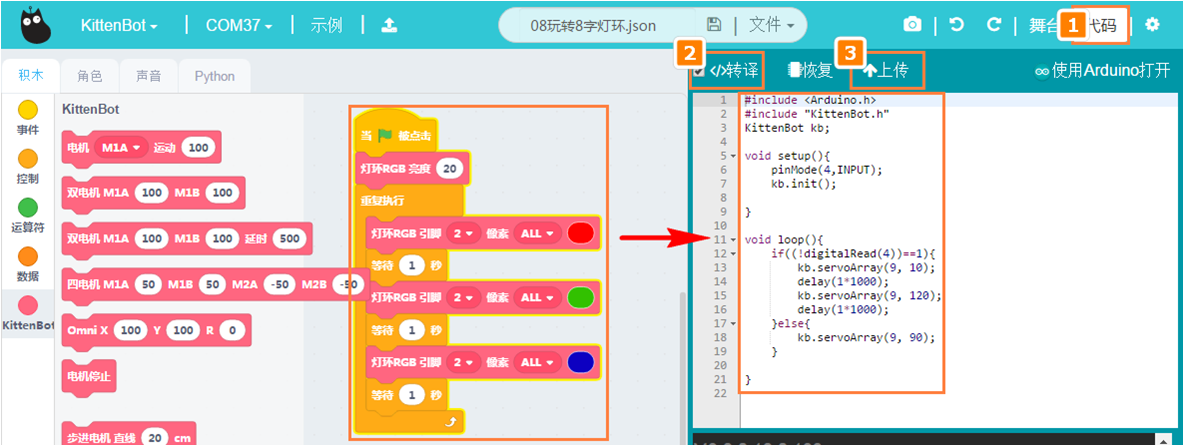 KittenBot COM37 示例 08玩转8字灯环.json 文件 舞台 1 代码
积木 角色 声音 Python
2 </>转译 恢复 3 上传 使用Arduino打开
事件
控制
运算符
数据
KittenBot
KittenBot
电机 M1A 运动 100
双电机 M1A 100 M1B 100
双电机 M1A 100 M1B 100 延时 500
四电机 M1A 50 M1B 50 M2A -50 M2B -50
Omni X 100 Y 100 R 0
电机停止
步进电机 直线 20 cm
当 被点击
灯环RGB 亮度 20
重复执行
灯环RGB 引脚 2 像素 ALL
等待 1 秒
灯环RGB 引脚 2 像素 ALL
等待 1 秒
灯环RGB 引脚 2 像素 ALL
等待 1 秒
1 #include <Arduino.h>
2 #include "KittenBot.h"
3 KittenBot kb;
4
5 void setup(){
6 pinMode(4,INPUT);
7 kb.init();
8
9 }
10
11 void loop(){
12 if((!digitalRead(4))==1){
13 kb.servoArray(9, 10);
14 delay(1*1000);
15 kb.servoArray(9, 120);
16 delay(1*1000);
17 }else{
18 kb.servoArray(9, 90);
19 }
20
21 }
22